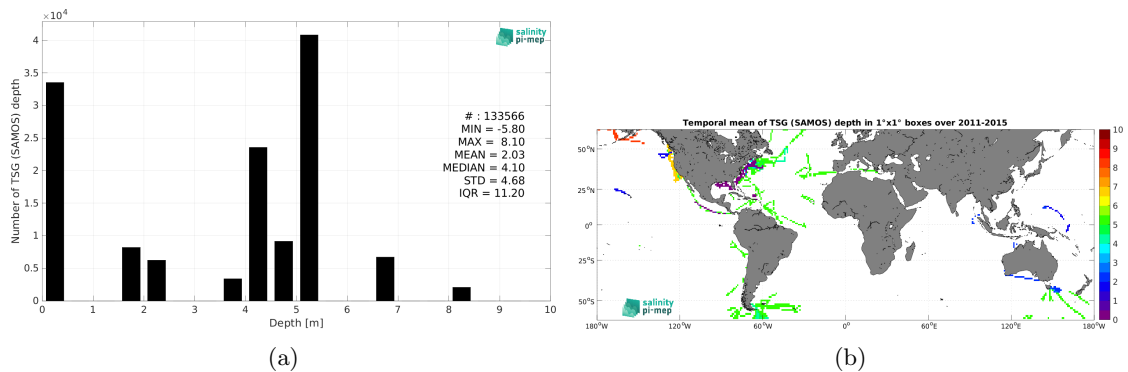 ×10⁴
4
3.5
3
2.5
2
1.5
1
0.5
0
Number of TSG (SAMOS) depth
0 1 2 3 4 5 6 7 8 9 10
Depth [m]
salinity
pi-mep
# : 133566
MIN = -5.80
MAX = 8.10
MEAN = 2.03
MEDIAN = 4.10
STD = 4.68
IQR = 11.20
(a)
Temporal mean of TSG (SAMOS) depth in 1°x1° boxes over 2011-2015
50°N
25°N
0°
25°S
50°S
180°W 120°W 60°W 0° 60°E 120°E 180°E
salinity
pi-mep
10
9
8
7
6
5
4
3
2
1
0
(b)